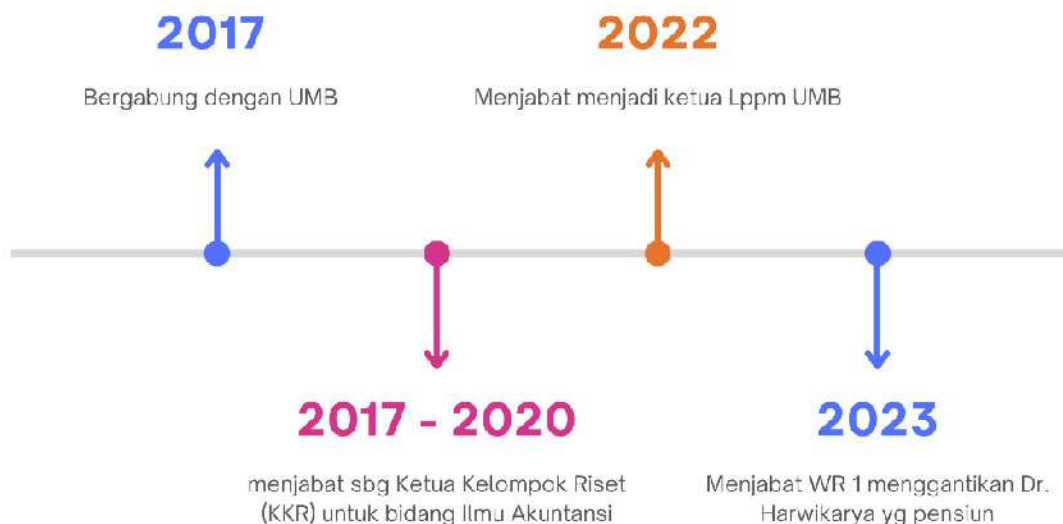 2017
Bergabung dengan UMB
2017 - 2020
menjabat sbg Ketua Kelompok Riset
(KKR) untuk bidang Ilmu Akuntansi
2022
Menjabat menjadi ketua Lppm UMB
2023
Menjabat WR 1 menggantikan Dr.
Harwikarya yg pensiun